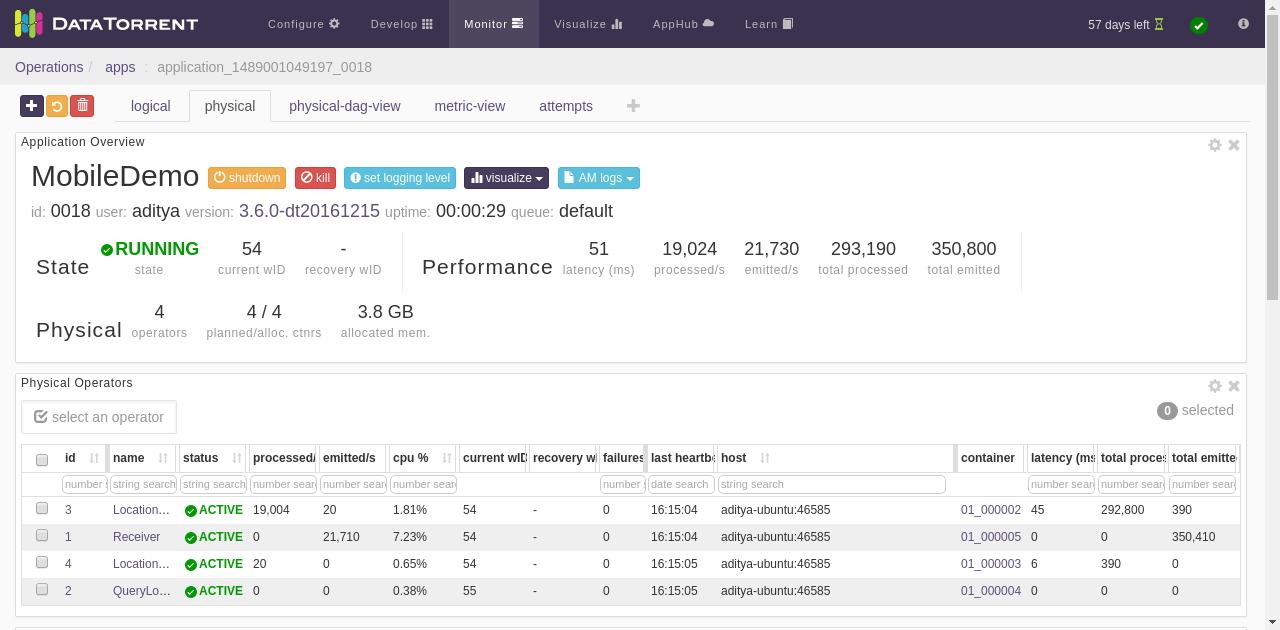 DATATORRENT Configure Develop Monitor Visualize AppHub Learn 57 days left
Operations / apps : application_1489001049197_0018
logical physical physical-dag-view metric-view attempts
Application Overview
MobileDemo shutdown kill set logging level visualize AM logs
id: 0018 user: aditya version: 3.6.0-dt20161215 uptime: 00:00:29 queue: default
State RUNNING 54 - Performance 51 19,024 21,730 293,190 350,800
state current wID recovery wID latency (ms) processed/s emitted/s total processed total emitted
Physical 4 4 / 4 3.8 GB
operators planned/alloc. ctnrs allocated mem.
Physical Operators
select an operator 0 selected
id name status processed/ emitted/s cpu % current wID recovery wI failures last heartbe host container latency (ms total proces total emitte
number s string search string search number sear number sear number sear number s date search string search number sear number sear number sear
3 Location... ACTIVE 19,004 20 1.81% 54 - 0 16:15:04 aditya-ubuntu:46585 01_000002 45 292,800 390
1 Receiver ACTIVE 0 21,710 7.23% 54 - 0 16:15:04 aditya-ubuntu:46585 01_000005 0 0 350,410
4 Location... ACTIVE 20 0 0.65% 54 - 0 16:15:05 aditya-ubuntu:46585 01_000003 6 390 0
2 QueryLo... ACTIVE 0 0 0.38% 55 - 0 16:15:05 aditya-ubuntu:46585 01_000004 0 0 0